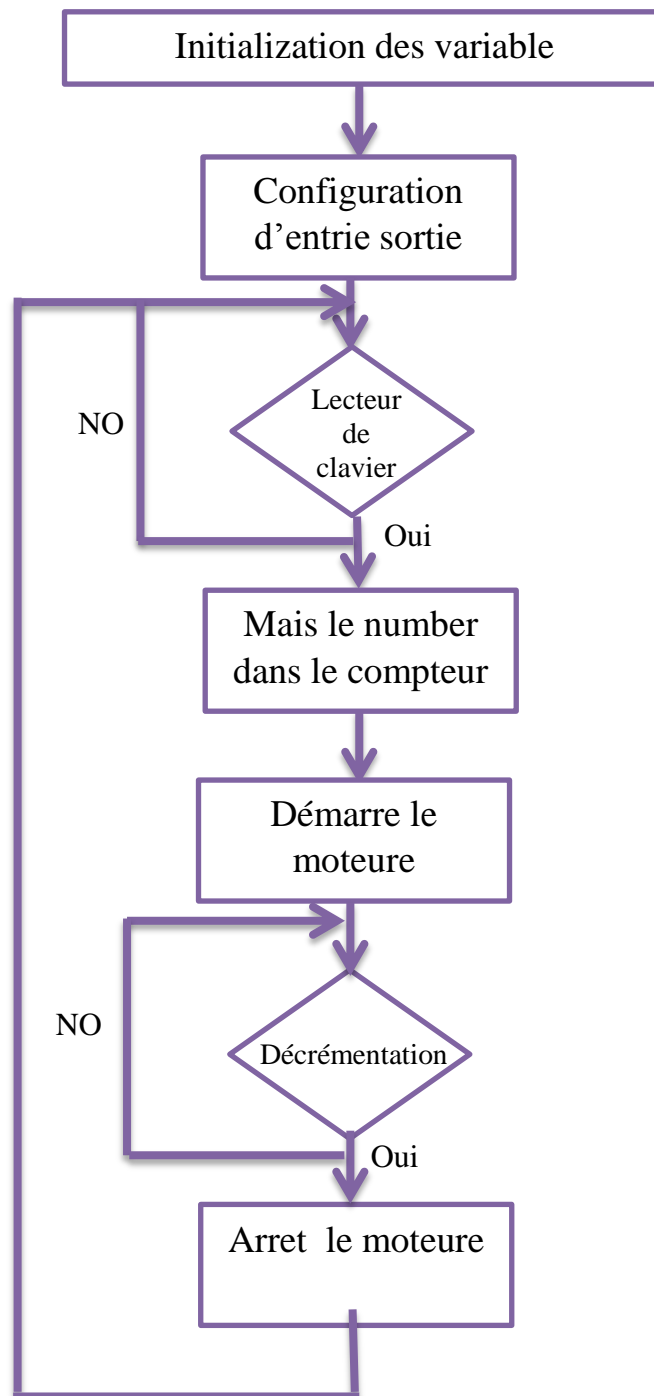 Initialization des variable
Configuration
d'entrie sortie
Lecteur
de
clavier
NO
Oui
Mais le number
dans le compteur
Démarre le
moteure
NO
Décrémentation
Oui
Arret le moteure